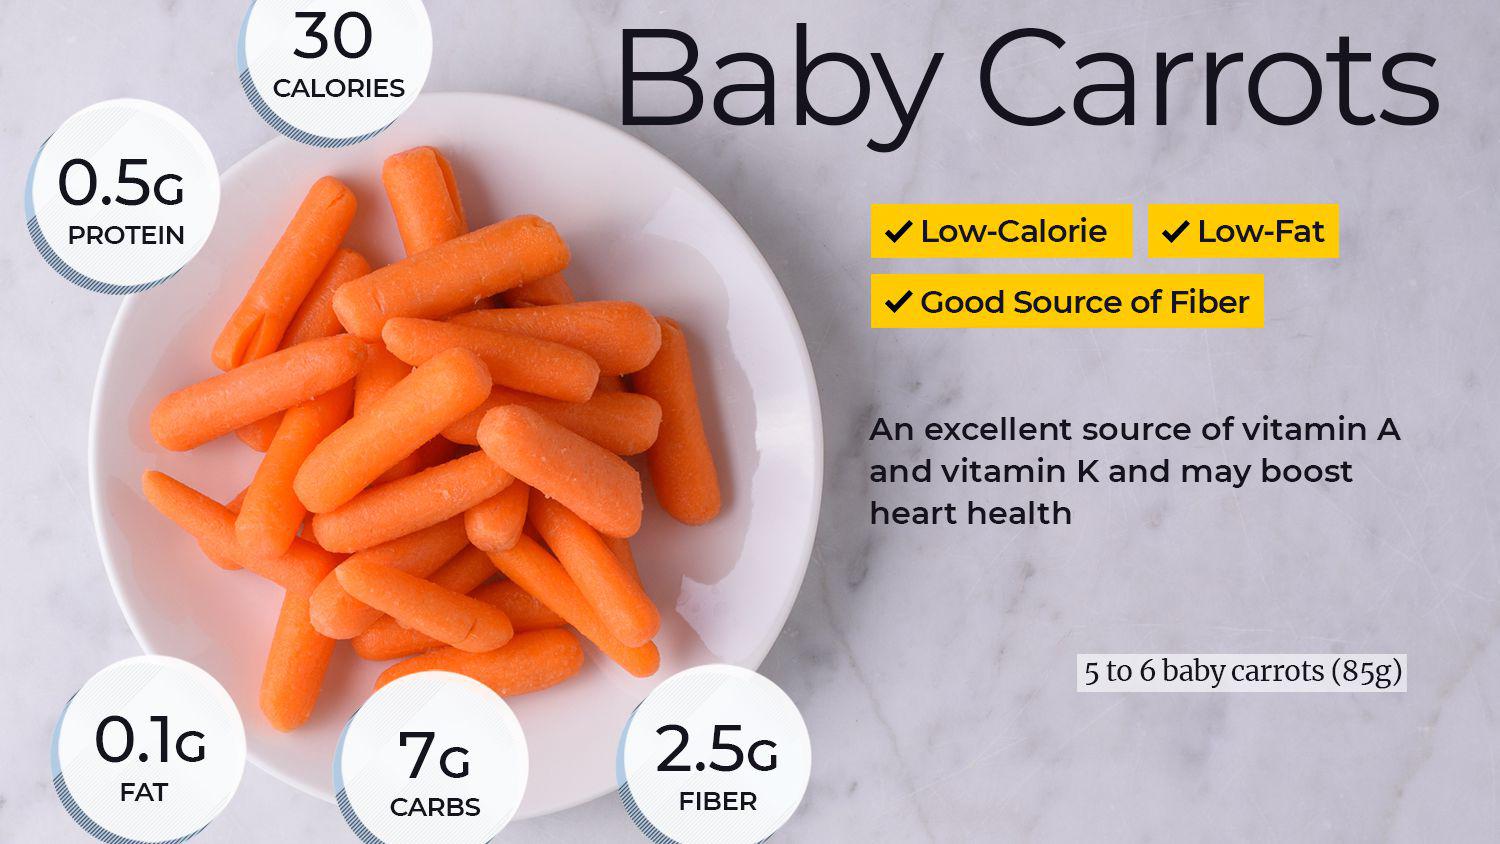 Baby Carrots
30
CALORIES
0.5G
PROTEIN
✓ Low-Calorie
✓ Low-Fat
✓ Good Source of Fiber
An excellent source of vitamin A
and vitamin K and may boost
heart health
5 to 6 baby carrots (85g)
0.1G
FAT
7G
CARBS
2.5G
FIBER